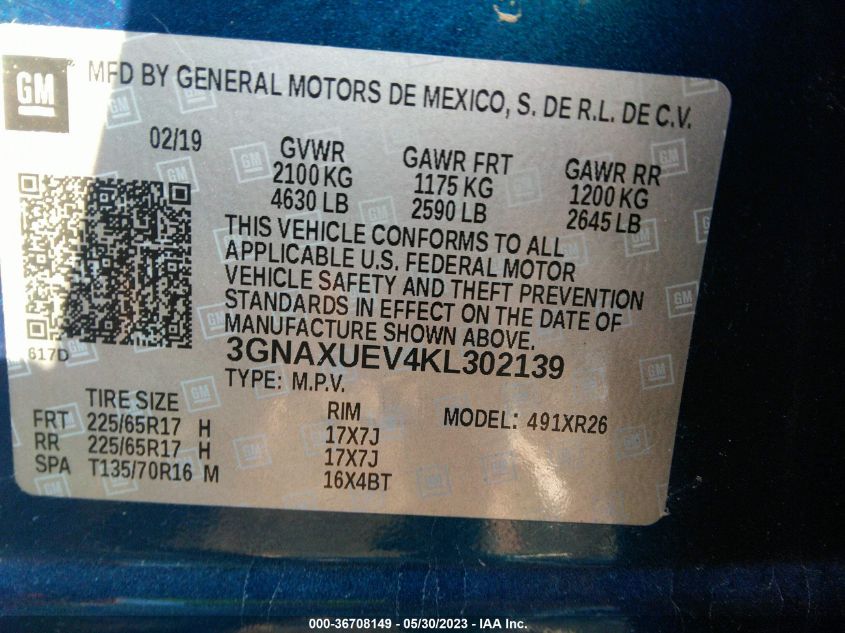 GM
MFD BY GENERAL MOTORS DE MEXICO, S. DE R.L. DE C.V.
02/19
GVWR
2100 KG
4630 LB
GAWR FRT
1175 KG
2590 LB
GAWR RR
1200 KG
2645 LB
THIS VEHICLE CONFORMS TO ALL
APPLICABLE U.S. FEDERAL MOTOR
VEHICLE SAFETY AND THEFT PREVENTION
STANDARDS IN EFFECT ON THE DATE OF
MANUFACTURE SHOWN ABOVE.
617D
3GNAXUEV4KL302139
TYPE: M.P.V.
MODEL: 491XR26
TIRE SIZE
RIM
FRT 225/65R17 H 17X7J
RR 225/65R17 H 17X7J
SPA T135/70R16 M 16X4BT
000-36708149 - 05/30/2023 - IAA Inc.